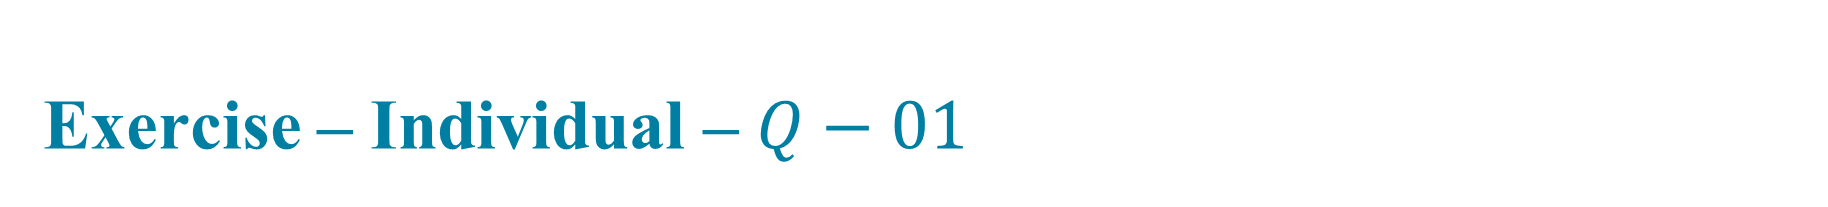 Exercise – Individual – Q − 01